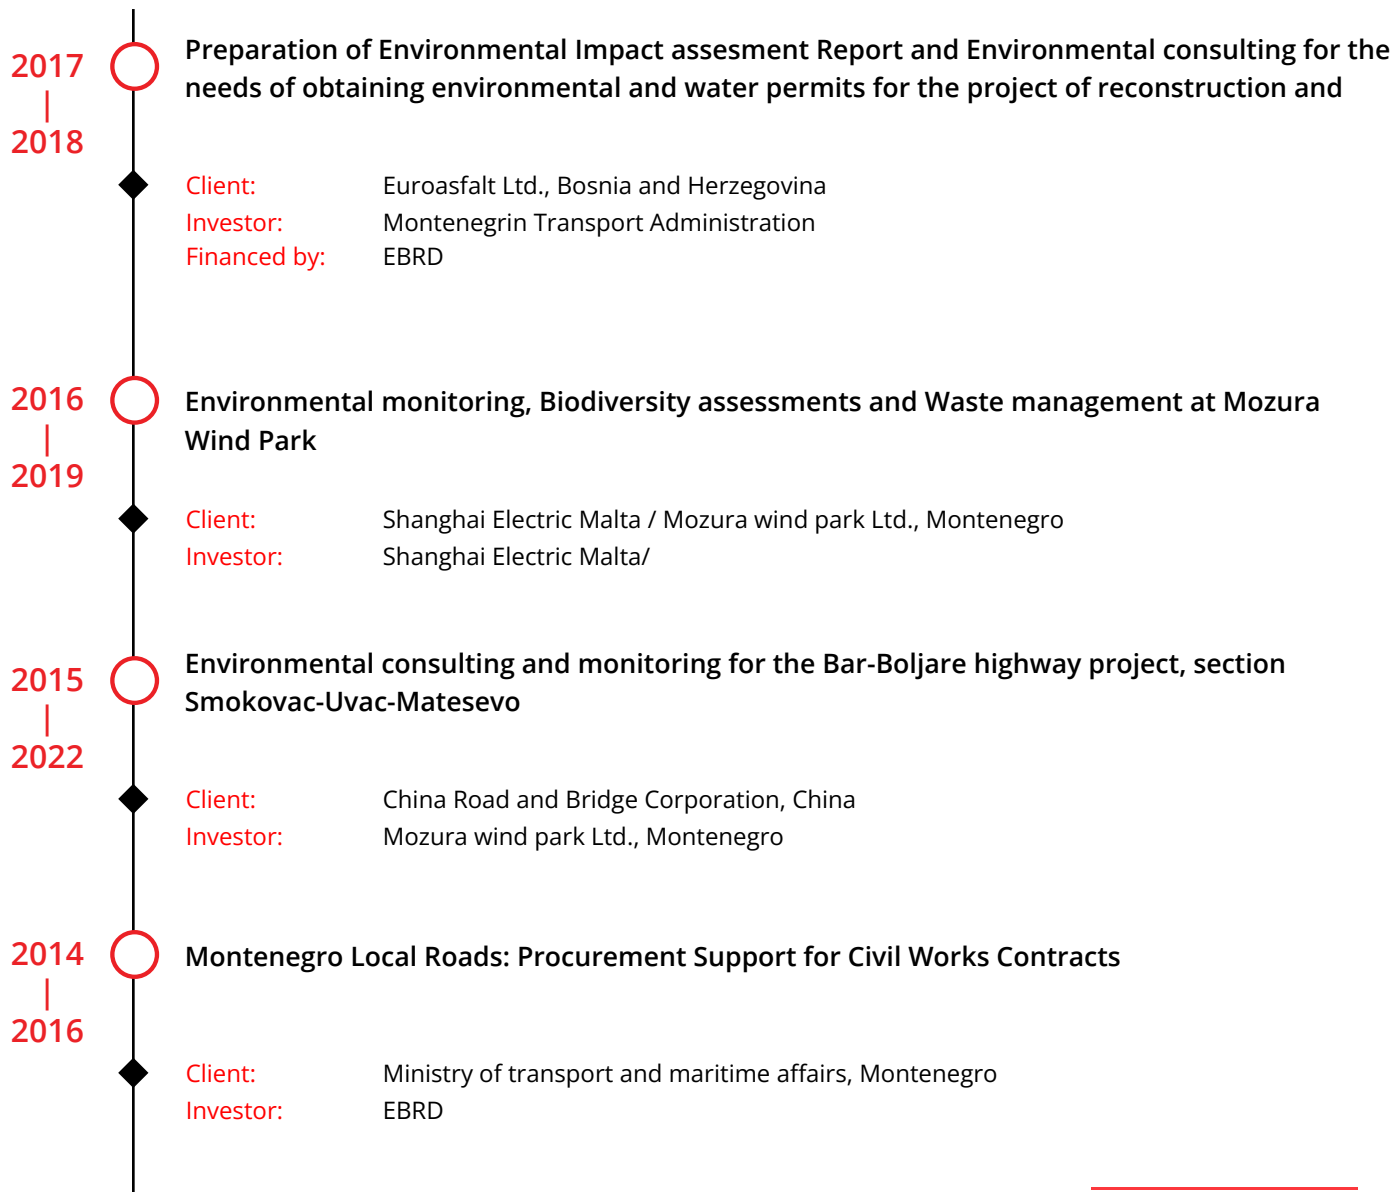 2017
|
2018
Preparation of Environmental Impact assesment Report and Environmental consulting for the
needs of obtaining environmental and water permits for the project of reconstruction and
Client: Euroasfalt Ltd., Bosnia and Herzegovina
Investor: Montenegrin Transport Administration
Financed by: EBRD
2016
|
2019
Environmental monitoring, Biodiversity assessments and Waste management at Mozura
Wind Park
Client: Shanghai Electric Malta / Mozura wind park Ltd., Montenegro
Investor: Shanghai Electric Malta/
2015
|
2022
Environmental consulting and monitoring for the Bar-Boljare highway project, section
Smokovac-Uvac-Matesevo
Client: China Road and Bridge Corporation, China
Investor: Mozura wind park Ltd., Montenegro
2014
|
2016
Montenegro Local Roads: Procurement Support for Civil Works Contracts
Client: Ministry of transport and maritime affairs, Montenegro
Investor: EBRD